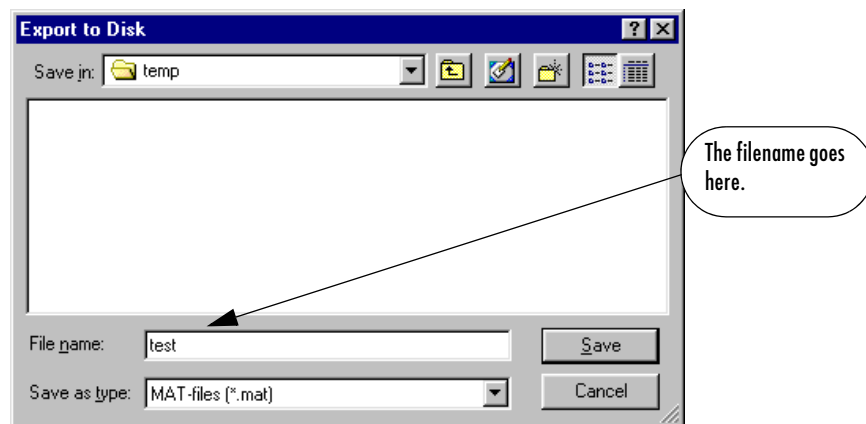 Export to Disk
Save in: temp
The filename goes
here.
File name: test Save
Save as type: MAT-files (*.mat) Cancel